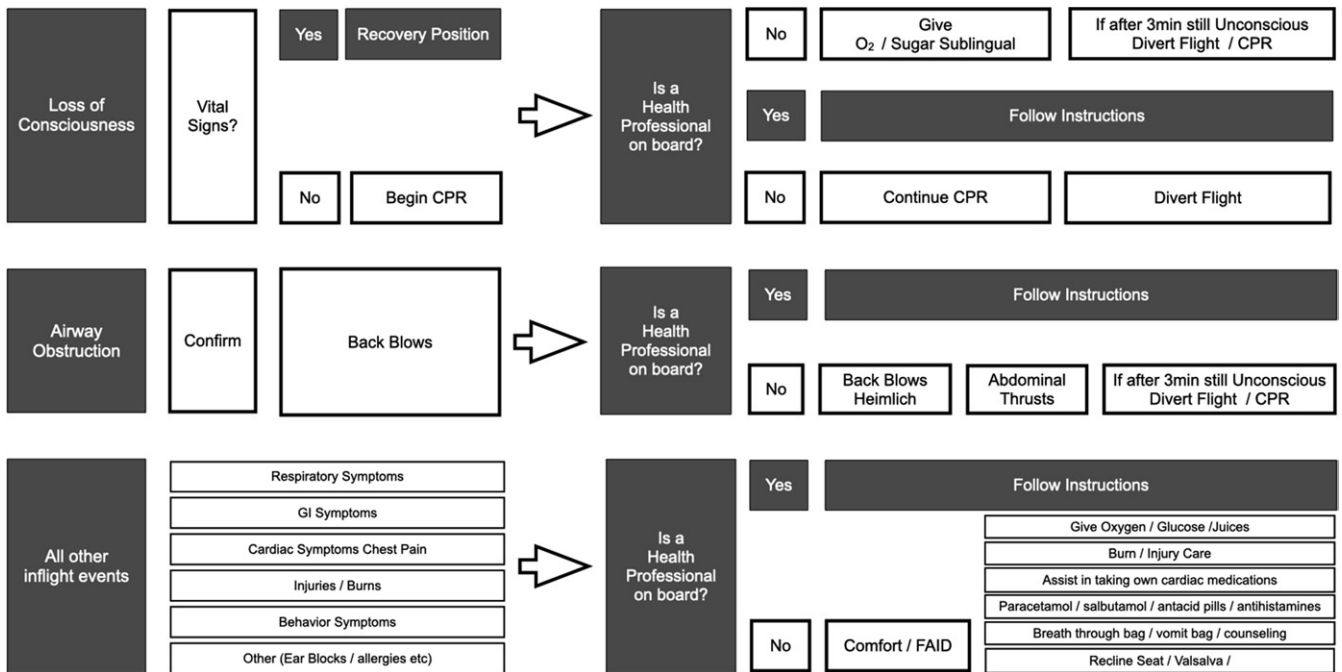 Loss of
Consciousness
Vital
Signs?
Yes
Recovery Position
No
Begin CPR
Is a
Health
Professional
on board?
No
Give
O₂ / Sugar Sublingual
If after 3min still Unconscious
Divert Flight / CPR
Yes
Follow Instructions
No
Continue CPR
Divert Flight
Airway
Obstruction
Confirm
Back Blows
Is a
Health
Professional
on board?
Yes
Follow Instructions
No
Back Blows
Heimlich
Abdominal
Thrusts
If after 3min still Unconscious
Divert Flight / CPR
All other
inflight events
Respiratory Symptoms
GI Symptoms
Cardiac Symptoms Chest Pain
Injuries / Burns
Behavior Symptoms
Other (Ear Blocks / allergies etc)
Is a
Health
Professional
on board?
Yes
Follow Instructions
No
Comfort / FAID
Give Oxygen / Glucose /Juices
Burn / Injury Care
Assist in taking own cardiac medications
Paracetamol / salbutamol / antacid pills / antihistamines
Breath through bag / vomit bag / counseling
Recline Seat / Valsalva /